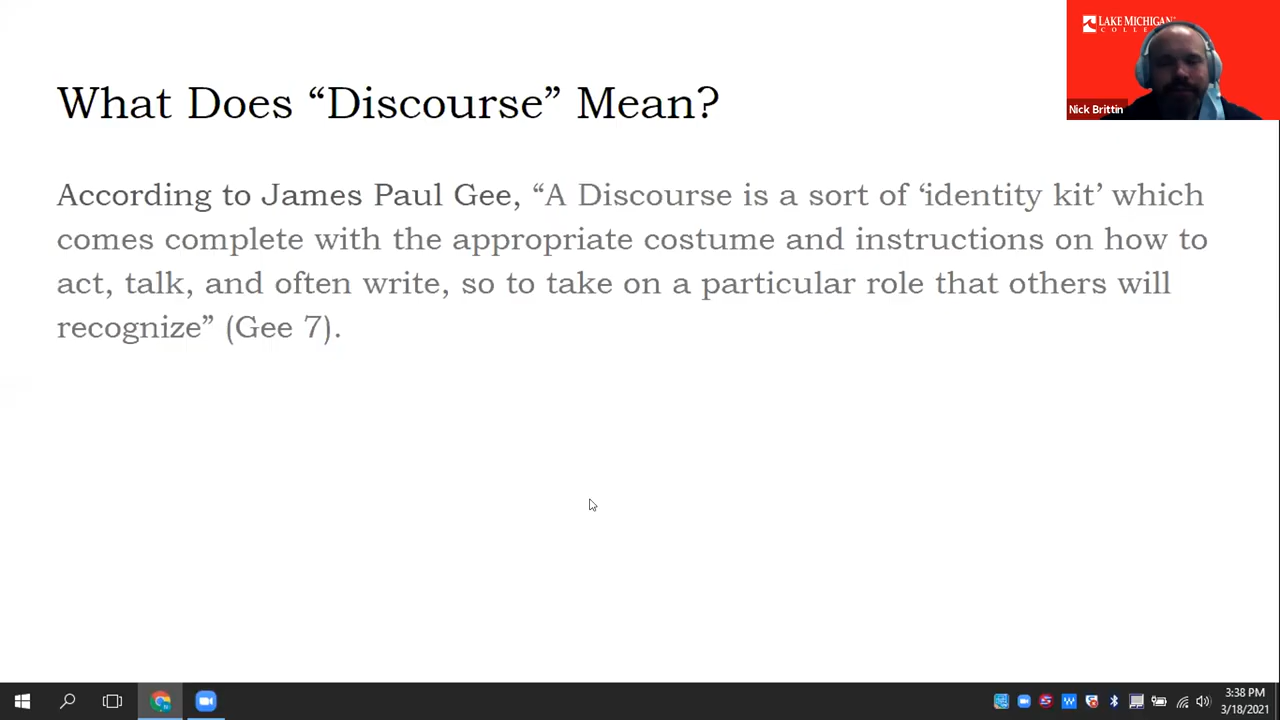 LAKE MICHIGAN
COLLE
Nick Brittin
What Does “Discourse” Mean?
According to James Paul Gee, “A Discourse is a sort of ‘identity kit’ which
comes complete with the appropriate costume and instructions on how to
act, talk, and often write, so to take on a particular role that others will
recognize” (Gee 7).
3:38 PM
3/18/2021